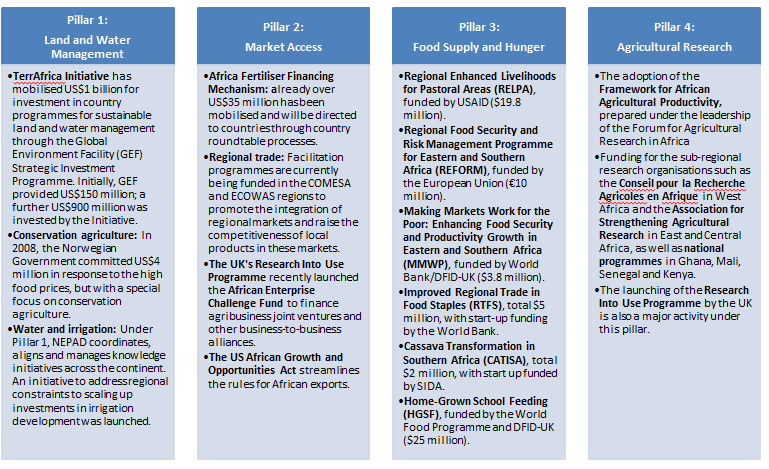 Pillar 1:
Land and Water
Management
•TerrAfrica Initiative has
mobilised US$1 billion for
investment in country
programmes for sustainable
land and water management
through the Global
Environment Facility (GEF)
Strategic Investment
Programme. Initially, GEF
provided US$150 million; a
further US$900 million was
invested by the Initiative.
•Conservation agriculture: In
2008, the Norwegian
Government committed US$4
million in response to the high
food prices, but with a special
focus on conservation
agriculture.
•Water and irrigation: Under
Pillar 1, NEPAD coordinates,
aligns and manages knowledge
initiatives across the continent.
An initiative to address regional
constraints to scaling up
investments in irrigation
development was launched.
Pillar 2:
Market Access
•Africa Fertiliser Financing
Mechanism: already over
US$35 million has been
mobilised and will be directed
to countries through country
roundtable processes.
•Regional trade: Facilitation
programmes are currently
being funded in the COMESA
and ECOWAS regions to
promote the integration of
regional markets and raise the
competitiveness of local
products in these markets.
•The UK's Research Into Use
Programme recently launched
the African Enterprise
Challenge Fund to finance
agribusiness joint ventures and
other business-to-business
alliances.
•The US African Growth and
Opportunities Act streamlines
the rules for African exports.
Pillar 3:
Food Supply and Hunger
•Regional Enhanced Livelihoods
for Pastoral Areas (RELPA),
funded by USAID ($19.8
million).
•Regional Food Security and
Risk Management Programme
for Eastern and Southern
Africa (REFORM), funded by
the European Union (€10
million).
•Making Markets Work for the
Poor: Enhancing Food Security
and Productivity Growth in
Eastern and Southern Africa
(MMWP), funded by World
Bank/DFID-UK ($3.8 million).
•Improved Regional Trade in
Food Staples (RTFS), total $5
million, with start-up funding
by the World Bank.
•Cassava Transformation in
Southern Africa (CATISA), total
$2 million, with start up funded
by SIDA.
•Home-Grown School Feeding
(HGSF), funded by the World
Food Programme and DFID-UK
($25 million).
Pillar 4:
Agricultural Research
•The adoption of the
Framework for African
Agricultural Productivity,
prepared under the leadership
of the Forum for Agricultural
Research in Africa
•Funding for the sub-regional
research organisations such as
the Conseil pour la Recherche
Agricoles en Afrique in West
Africa and the Association for
Strengthening Agricultural
Research in East and Central
Africa, as well as national
programmes in Ghana, Mali,
Senegal and Kenya.
•The launching of the Research
Into Use Programme by the UK
is also a major activity under
this pillar.